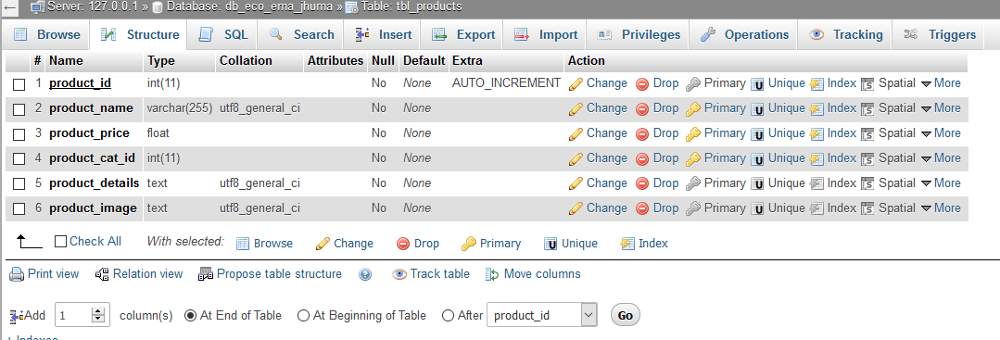 Server: 127.0.0.1 » Database: db_eco_ema_jhuma » Table: tbl_products
Browse Structure SQL Search Insert Export Import Privileges Operations Tracking Triggers
# Name Type Collation Attributes Null Default Extra Action
1 product_id int(11) No None AUTO_INCREMENT Change Drop Primary Unique Index Spatial More
2 product_name varchar(255) utf8_general_ci No None Change Drop Primary Unique Index Spatial More
3 product_price float No None Change Drop Primary Unique Index Spatial More
4 product_cat_id int(11) No None Change Drop Primary Unique Index Spatial More
5 product_details text utf8_general_ci No None Change Drop Primary Unique Index Spatial More
6 product_image text utf8_general_ci No None Change Drop Primary Unique Index Spatial More
Check All With selected: Browse Change Drop Primary Unique Index
Print view Relation view Propose table structure Track table Move columns
Add 1 column(s) At End of Table At Beginning of Table After product_id Go
+ Indexes